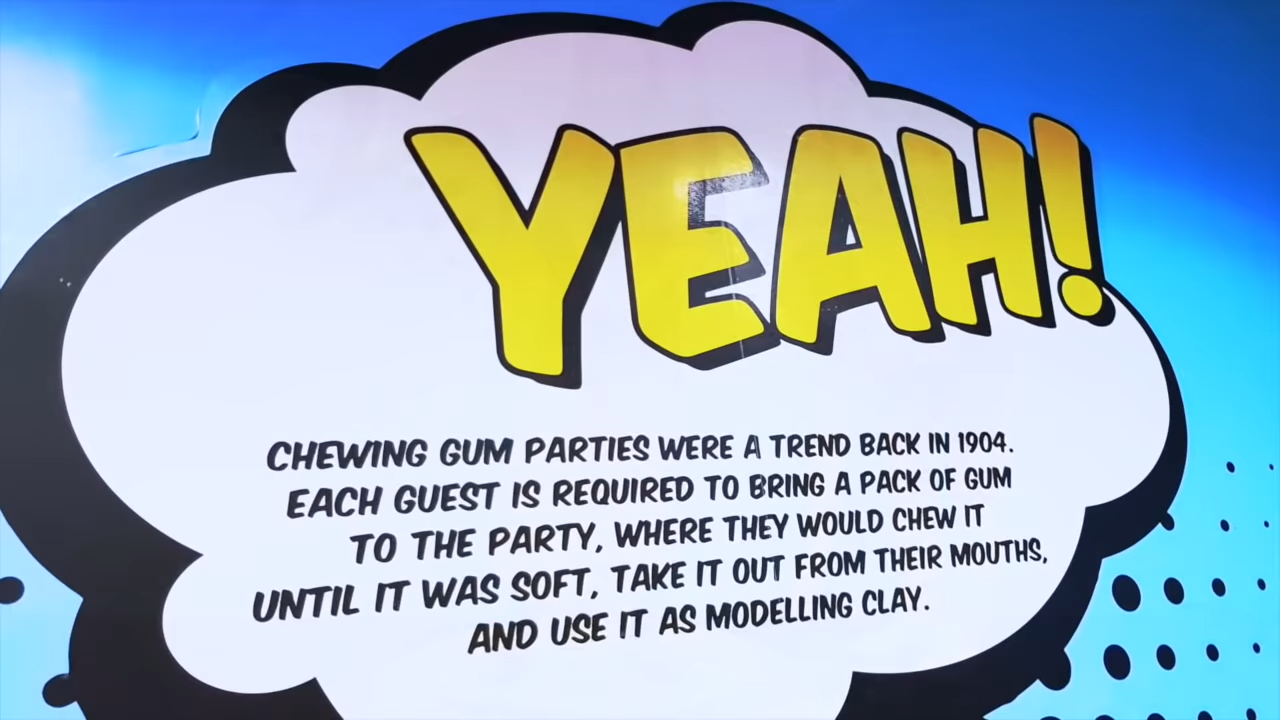 YEAH!
CHEWING GUM PARTIES WERE A TREND BACK IN 1904.
EACH GUEST IS REQUIRED TO BRING A PACK OF GUM
TO THE PARTY, WHERE THEY WOULD CHEW IT
UNTIL IT WAS SOFT, TAKE IT OUT FROM THEIR MOUTHS,
AND USE IT AS MODELLING CLAY.